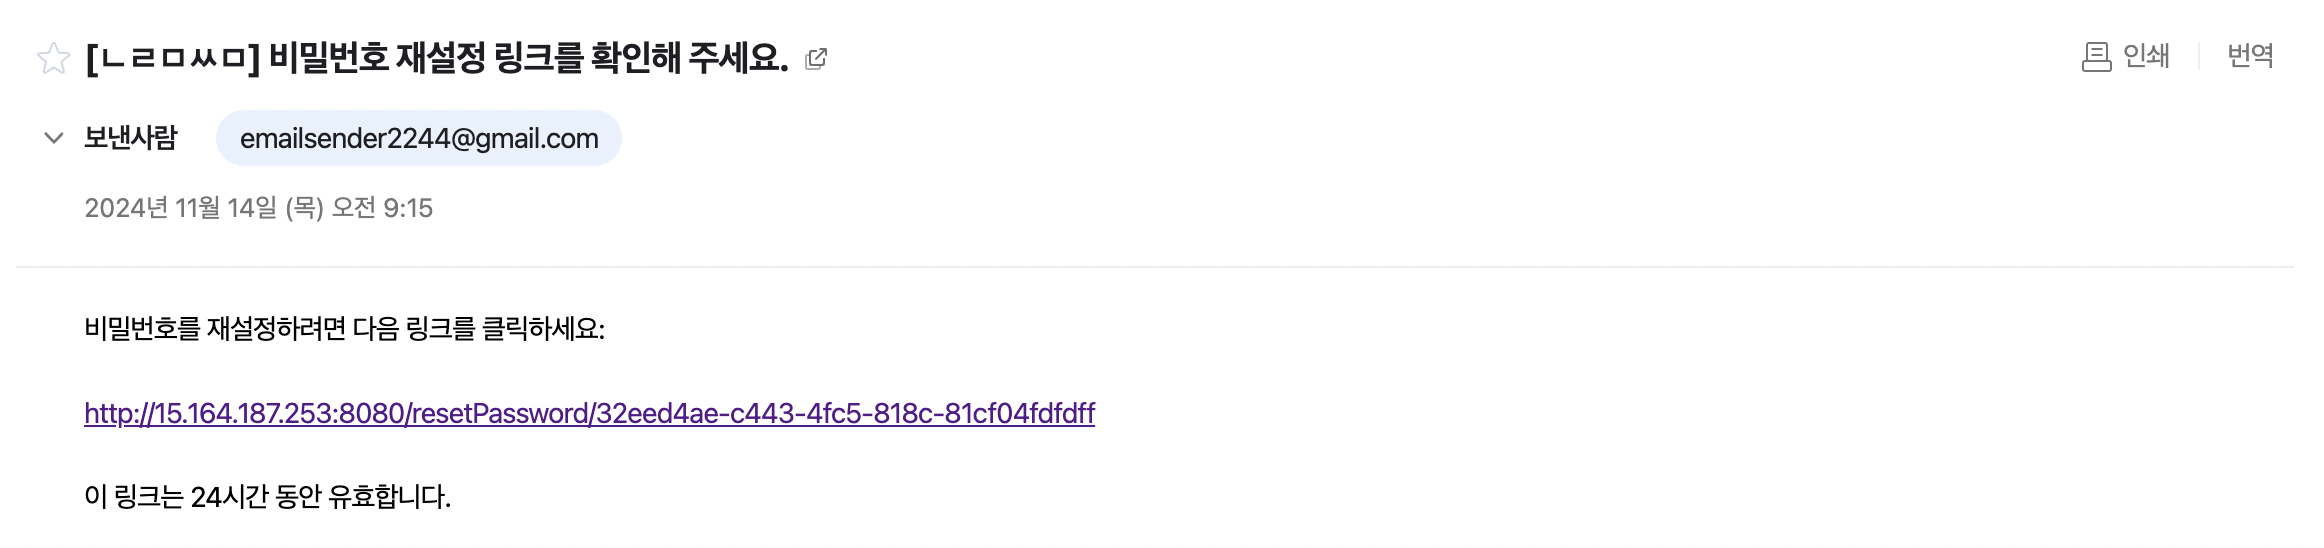 [ㄴㄹㅁㅆㅁ] 비밀번호 재설정 링크를 확인해 주세요.
인쇄
번역
보낸사람
emailsender2244@gmail.com
2024년 11월 14일 (목) 오전 9:15
비밀번호를 재설정하려면 다음 링크를 클릭하세요:
http://15.164.187.253:8080/resetPassword/32eed4ae-c443-4fc5-818c-81cf04fdfdff
이 링크는 24시간 동안 유효합니다.